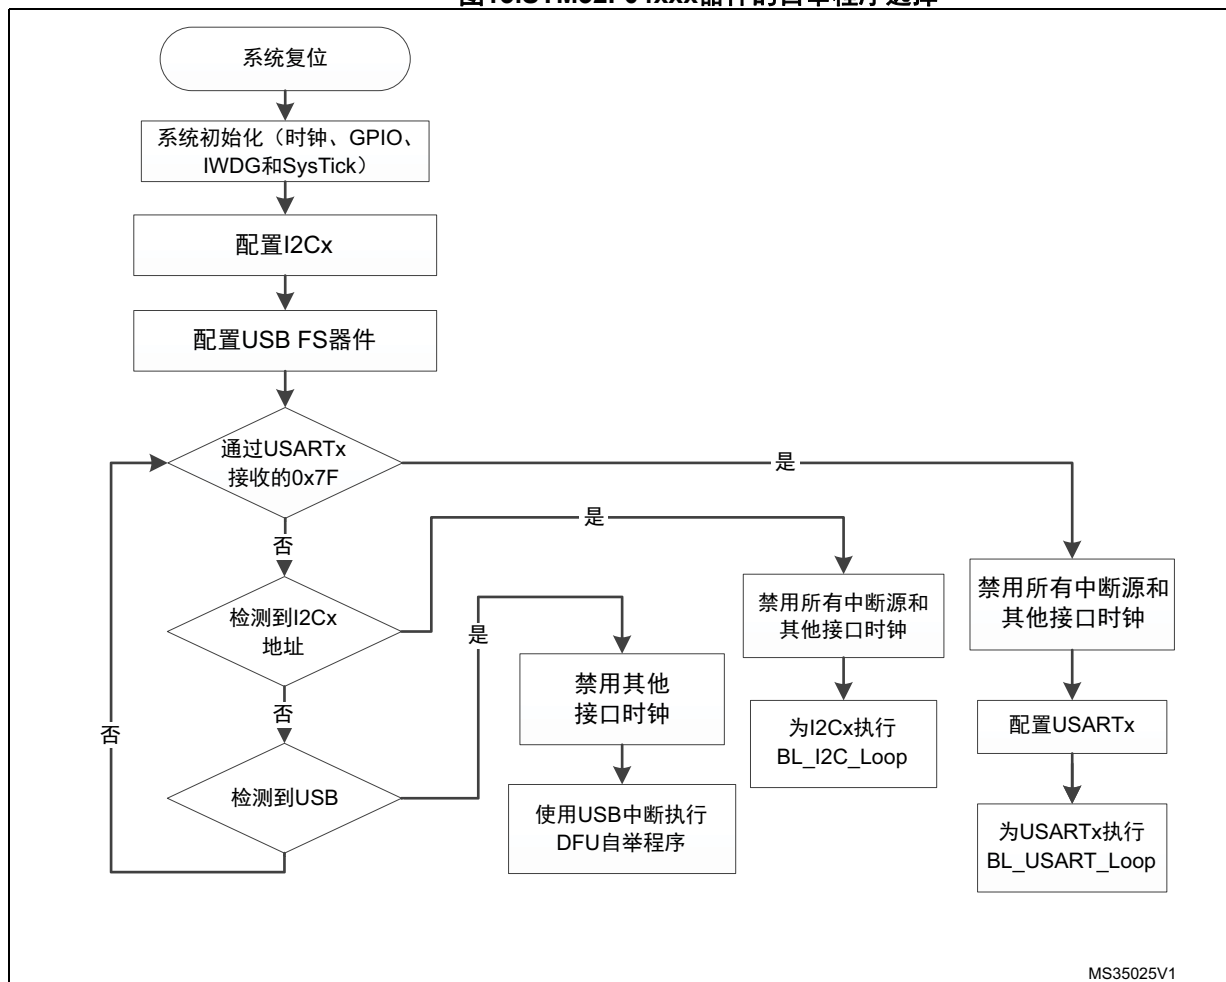 系统复位
系统初始化（时钟、GPIO、
IWDG和SysTick）
配置I2Cx
配置USB FS器件
通过USARTx
接收的0x7F
是
否
是
检测到I2Cx
地址
是
否
否
检测到USB
禁用其他
接口时钟
使用USB中断执行
DFU自举程序
禁用所有中断源和
其他接口时钟
为I2Cx执行
BL_I2C_Loop
禁用所有中断源和
其他接口时钟
配置USARTx
为USARTx执行
BL_USART_Loop
MS35025V1